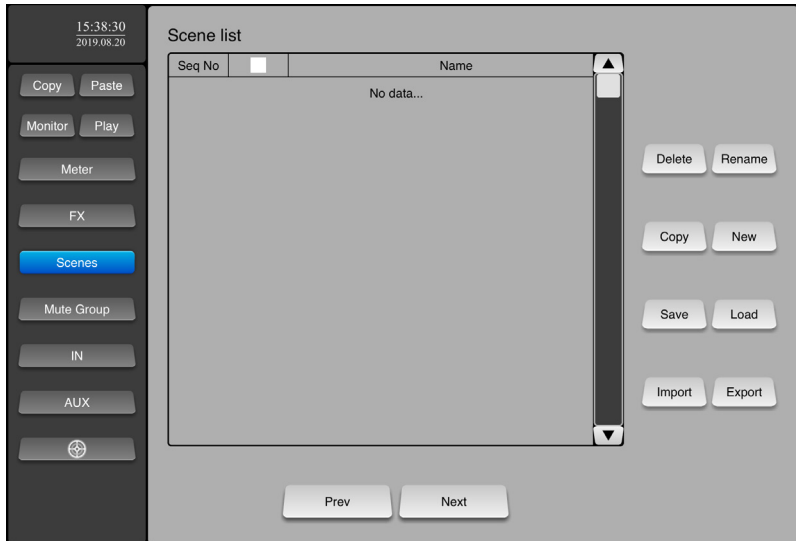 15:38:30
2019.08.20
Copy Paste
Monitor Play
Meter
FX
Scenes
Mute Group
IN
AUX
Scene list
Seq No Name
No data...
Delete Rename
Copy New
Save Load
Import Export
Prev Next